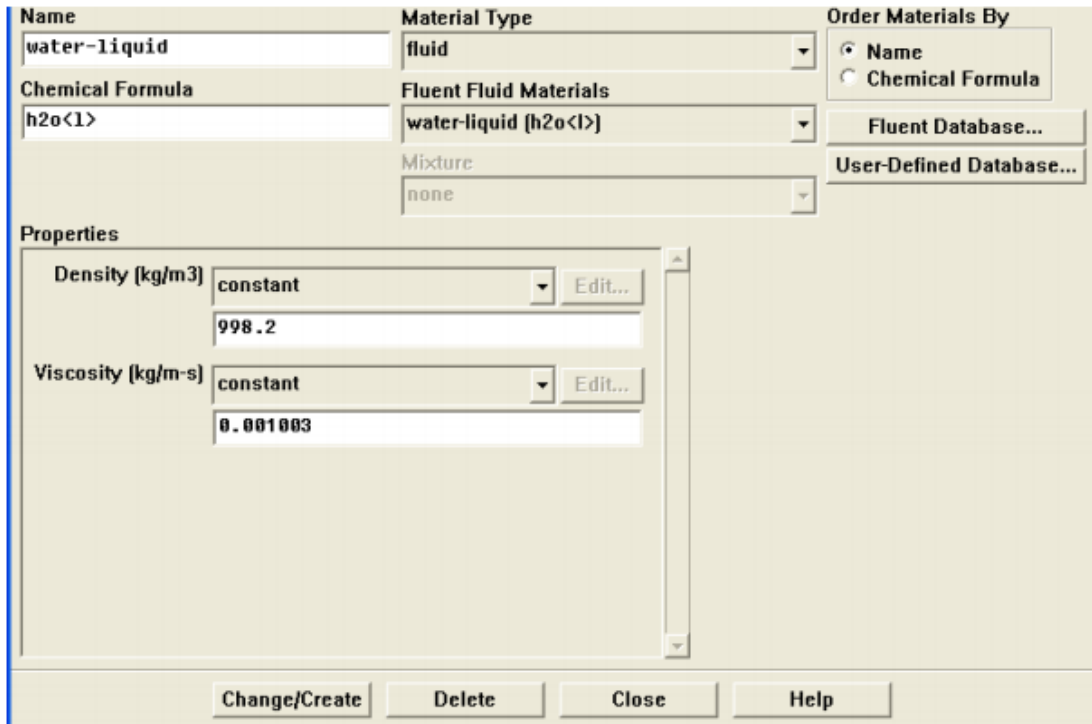 Name
water-liquid
Chemical Formula
h2o<l>
Material Type
fluid
Fluent Fluid Materials
water-liquid (h2o<l>)
Mixture
none
Order Materials By
Name
Chemical Formula
Fluent Database...
User-Defined Database...
Properties
Density (kg/m3)
constant
Edit...
998.2
Viscosity (kg/m-s)
constant
Edit...
0.001003
Change/Create
Delete
Close
Help